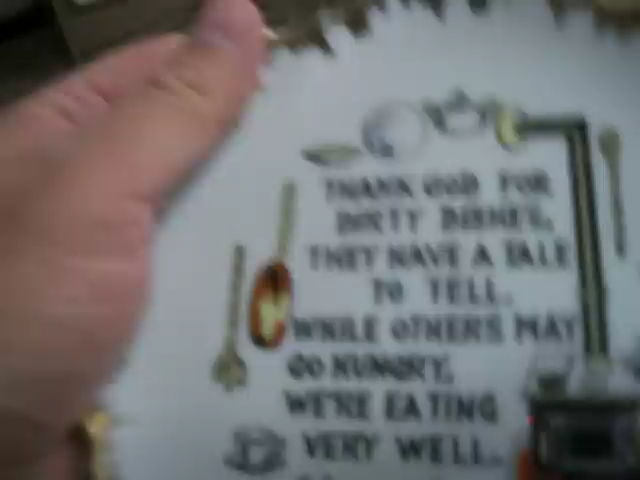 THANK GOD FOR
DIRTY DISHES,
THEY HAVE A TALE
TO TELL.
WHILE OTHERS MAY
GO HUNGRY,
WE'RE EATING
VERY WELL.